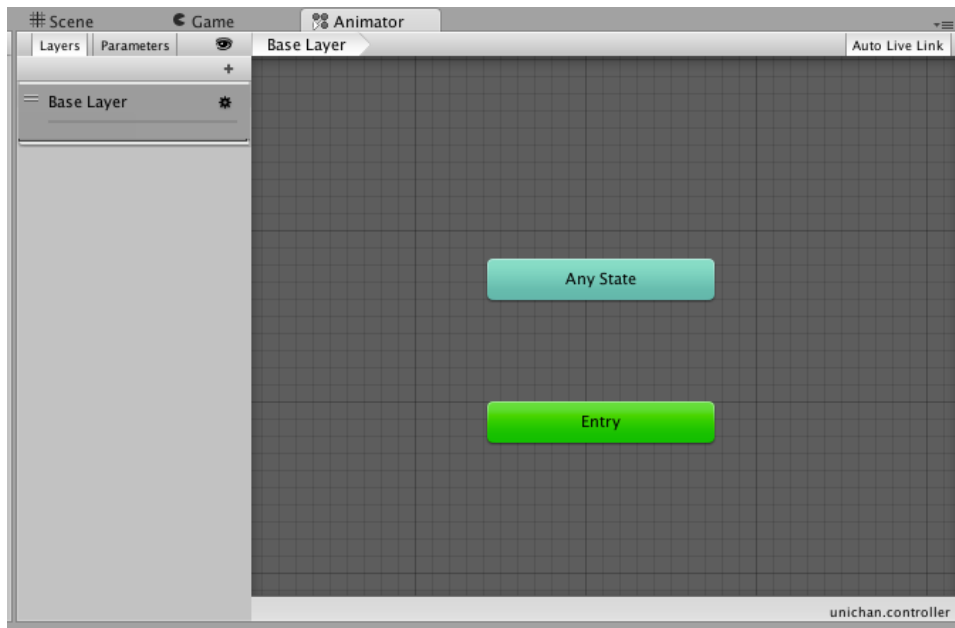 Scene Game Animator
Layers Parameters Base Layer Auto Live Link
+
Base Layer
Any State
Entry
unichan.controller